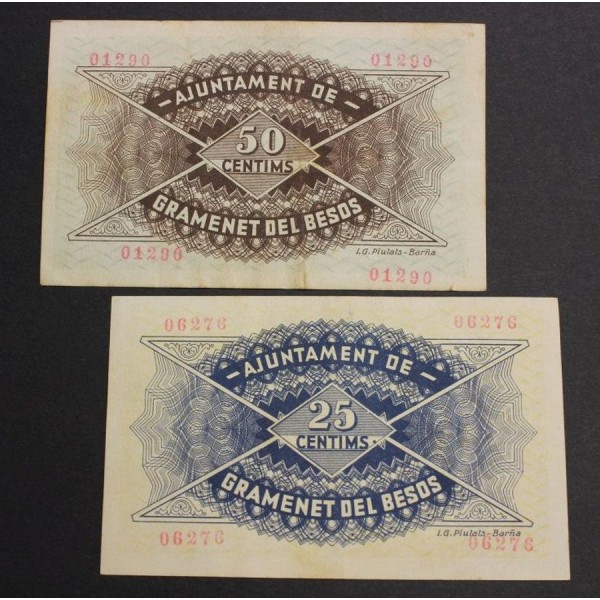 01290 01290
- AJUNTAMENT DE -
50
CENTIMS
GRAMENET DEL BESOS
01290
I.G. Piulats - Barña
01290
06276 06276
- AJUNTAMENT DE -
25
CENTIMS
GRAMENET DEL BESOS
I.G. Piulats - Barña
06276 06276